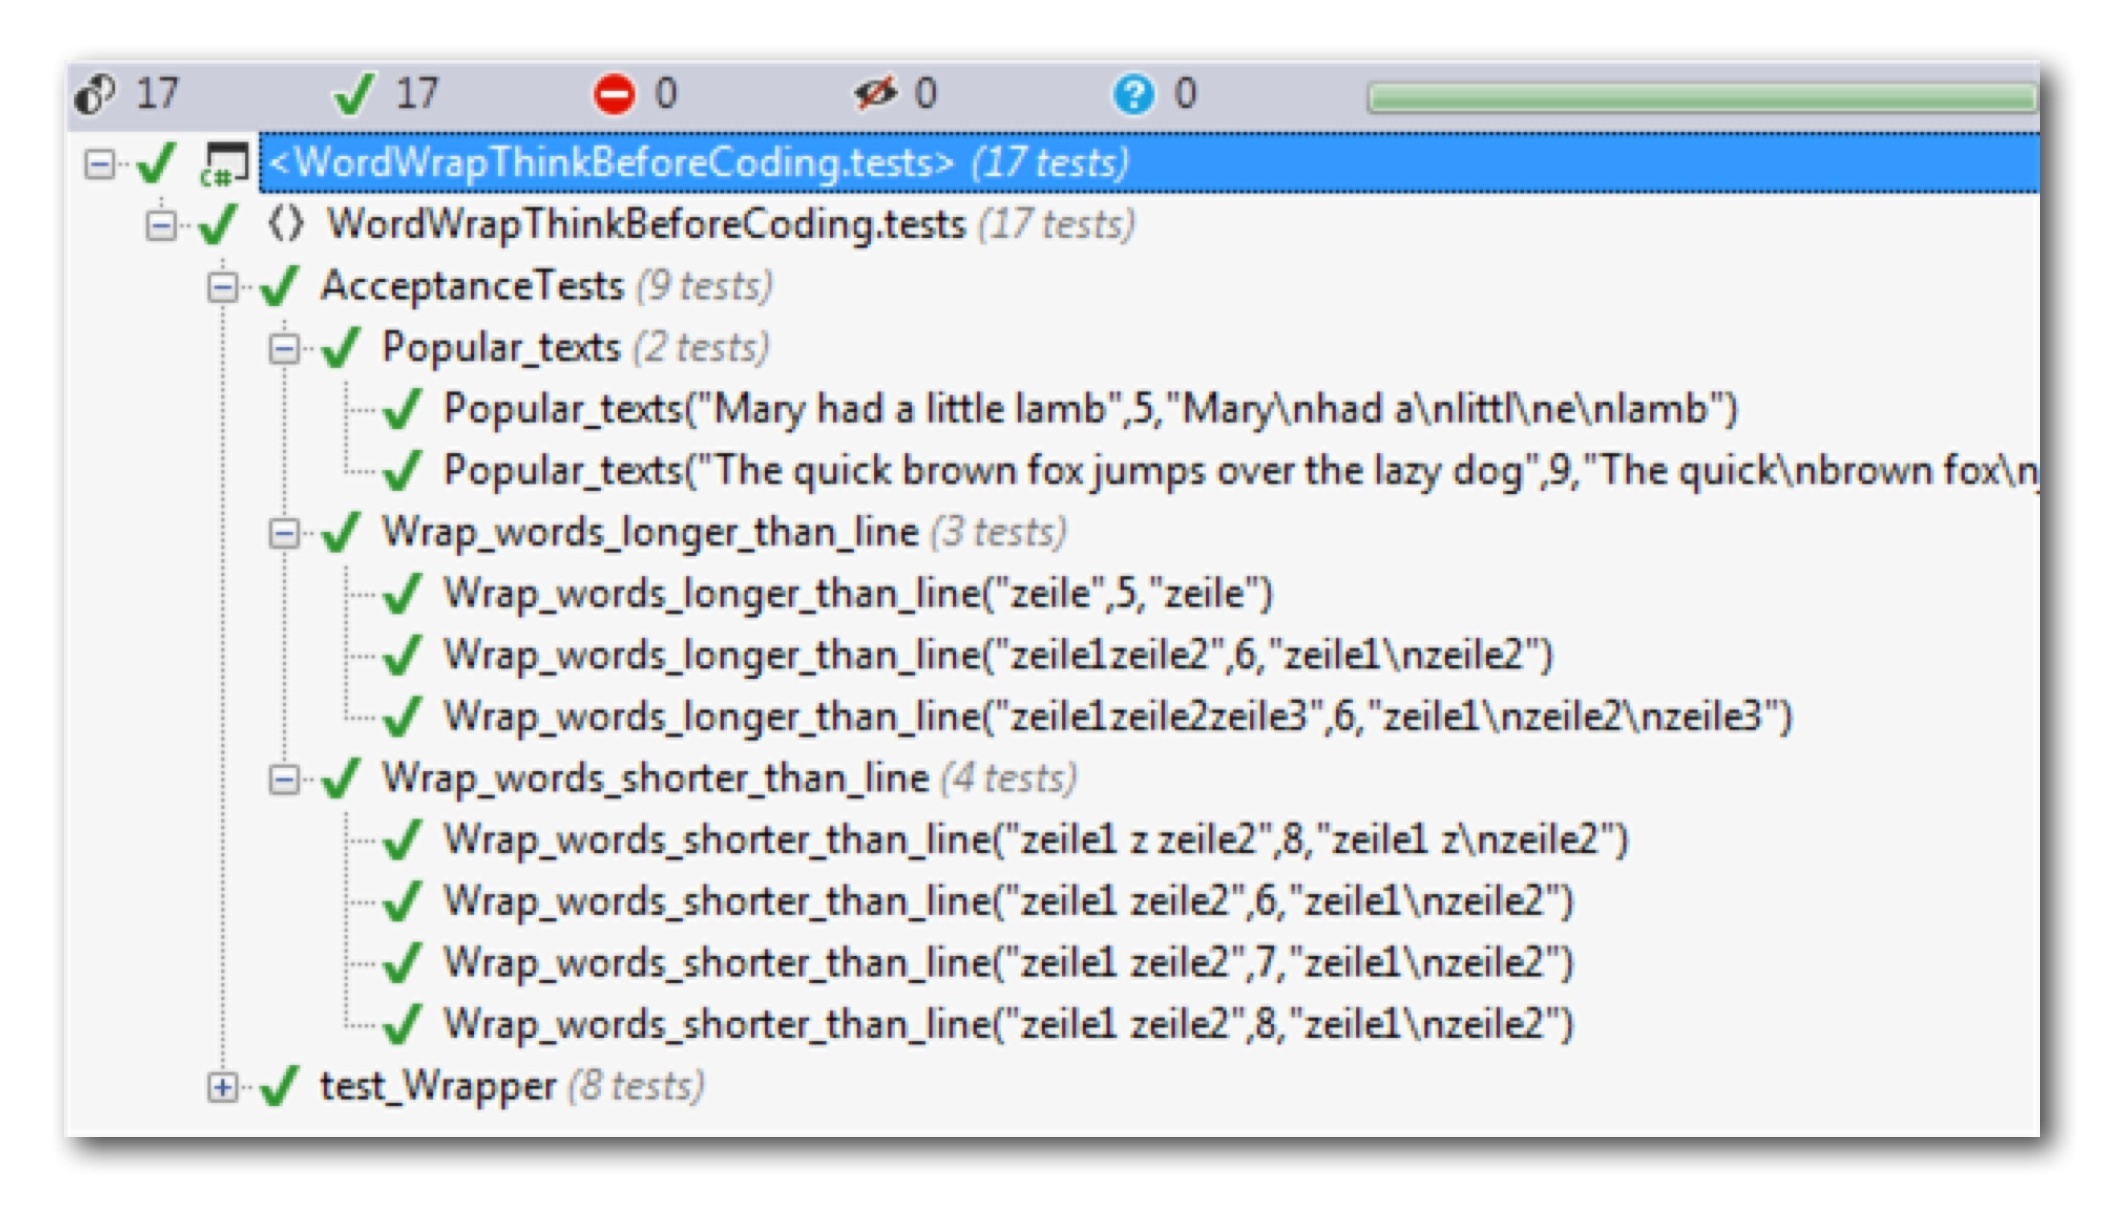 17 17 0 0 0
C# <WordWrapThinkBeforeCoding.tests> (17 tests)
WordWrapThinkBeforeCoding.tests (17 tests)
AcceptanceTests (9 tests)
Popular_texts (2 tests)
Popular_texts("Mary had a little lamb",5,"Mary\nhad a\nlittl\ne\nlamb")
Popular_texts("The quick brown fox jumps over the lazy dog",9,"The quick\nbrown fox\n
Wrap_words_longer_than_line (3 tests)
Wrap_words_longer_than_line("zeile",5,"zeile")
Wrap_words_longer_than_line("zeile1zeile2",6,"zeile1\nzeile2")
Wrap_words_longer_than_line("zeile1zeile2zeile3",6,"zeile1\nzeile2\nzeile3")
Wrap_words_shorter_than_line (4 tests)
Wrap_words_shorter_than_line("zeile1 z zeile2",8,"zeile1 z\nzeile2")
Wrap_words_shorter_than_line("zeile1 zeile2",6,"zeile1\nzeile2")
Wrap_words_shorter_than_line("zeile1 zeile2",7,"zeile1\nzeile2")
Wrap_words_shorter_than_line("zeile1 zeile2",8,"zeile1\nzeile2")
test_Wrapper (8 tests)